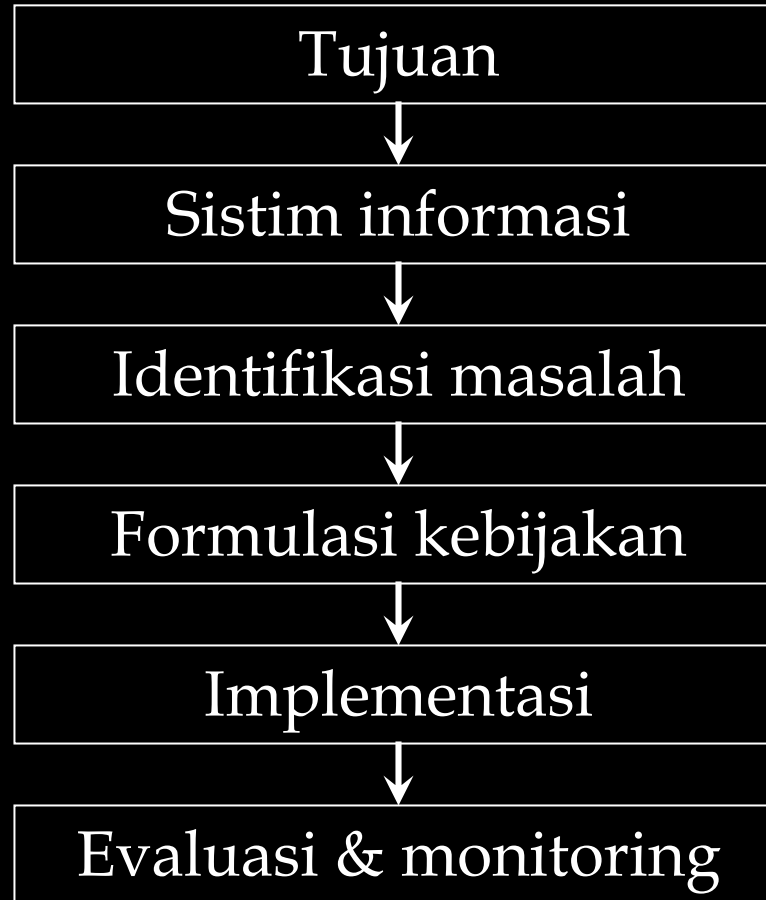 Tujuan
Sistim informasi
Identifikasi masalah
Formulasi kebijakan
Implementasi
Evaluasi & monitoring